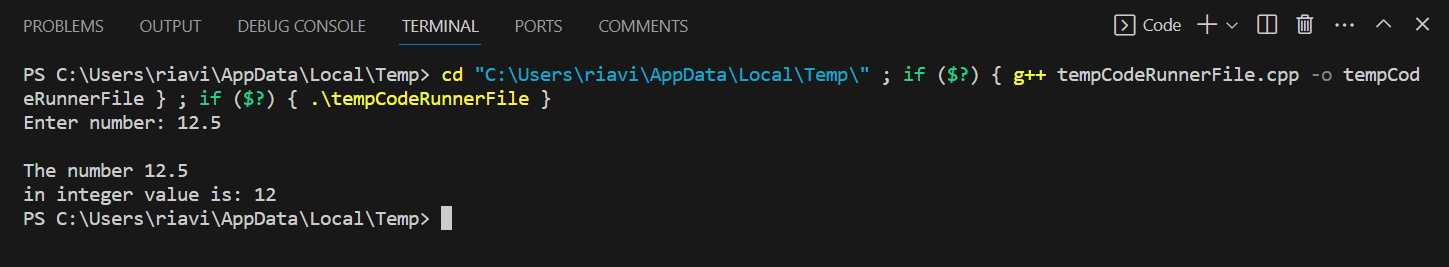 PROBLEMS OUTPUT DEBUG CONSOLE TERMINAL PORTS COMMENTS Code
PS C:\Users\riavi\AppData\Local\Temp> cd "C:\Users\riavi\AppData\Local\Temp\" ; if ($?) { g++ tempCodeRunnerFile.cpp -o tempCod
eRunnerFile } ; if ($?) { .\tempCodeRunnerFile }
Enter number: 12.5
The number 12.5
in integer value is: 12
PS C:\Users\riavi\AppData\Local\Temp>